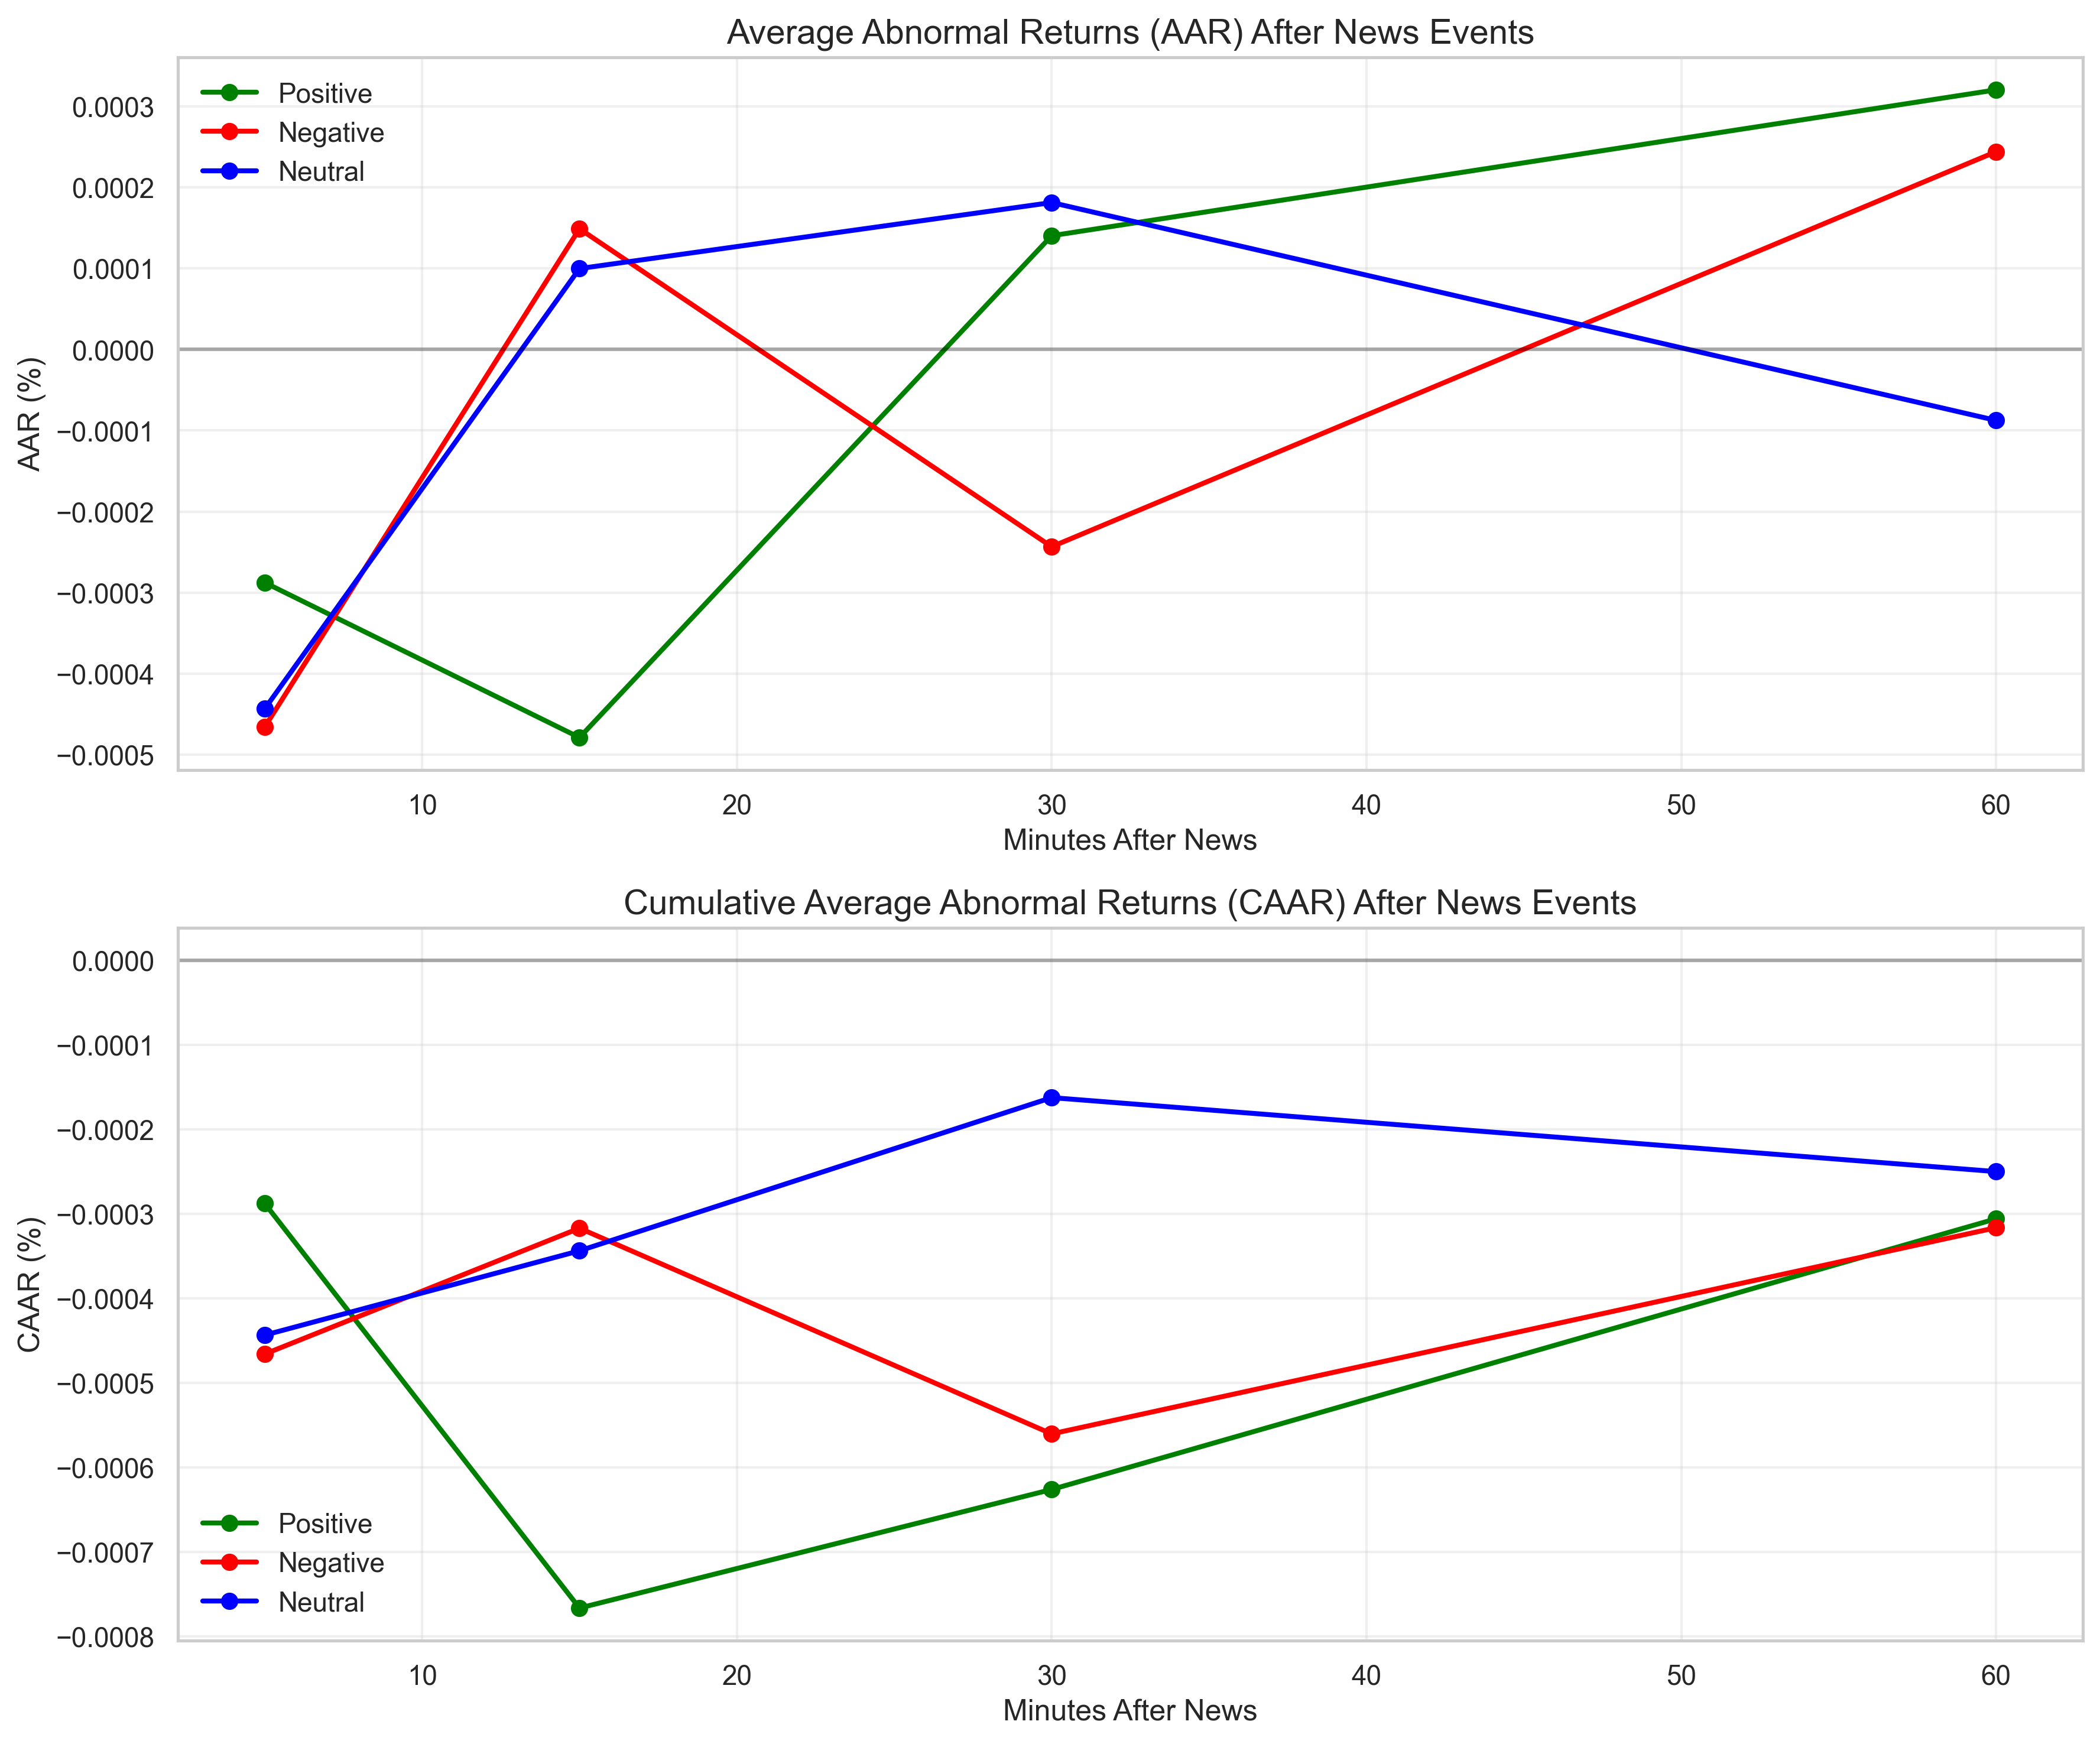 Average Abnormal Returns (AAR) After News Events
Positive
Negative
Neutral
0.0003
0.0002
0.0001
0.0000
−0.0001
−0.0002
−0.0003
−0.0004
−0.0005
AAR (%)
10 20 30 40 50 60
Minutes After News
Cumulative Average Abnormal Returns (CAAR) After News Events
0.0000
−0.0001
−0.0002
−0.0003
−0.0004
−0.0005
−0.0006
−0.0007
−0.0008
CAAR (%)
Positive
Negative
Neutral
10 20 30 40 50 60
Minutes After News